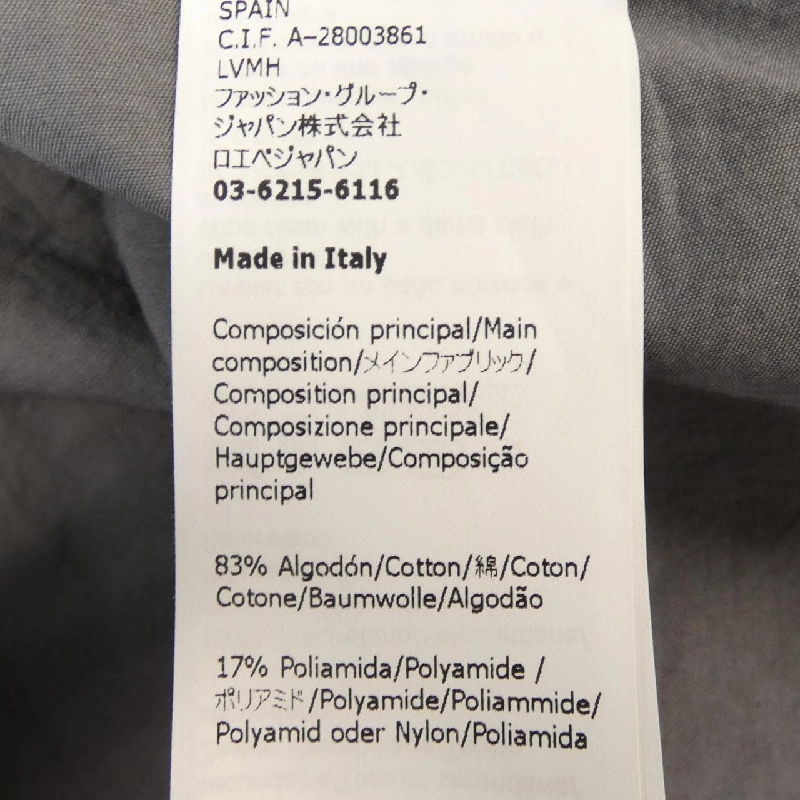 SPAIN
C.I.F. A-28003861
LVMH
ファッション・グループ・
ジャパン株式会社
ロエベジャパン
03-6215-6116
Made in Italy
Composición principal/Main
composition/メインファブリック/
Composition principal/
Composizione principale/
Hauptgewebe/Composição
principal
83% Algodón/Cotton/綿/Coton/
Cotone/Baumwolle/Algodão
17% Poliamida/Polyamide /
ポリアミド/Polyamide/Poliammide/
Polyamid oder Nylon/Poliamida